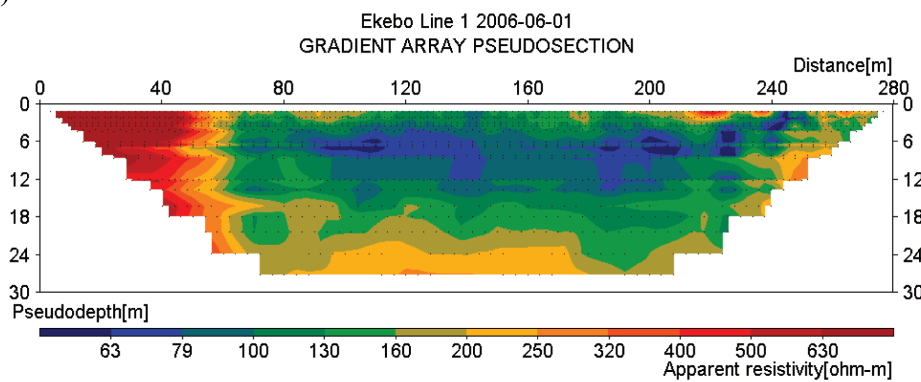 )
Ekebo Line 1 2006-06-01
GRADIENT ARRAY PSEUDOSECTION
Distance[m]
0 40 80 120 160 200 240 280
0 0
6 6
12 12
18 18
24 24
30 30
Pseudodepth[m]
63 79 100 130 160 200 250 320 400 500 630
Apparent resistivity[ohm-m]